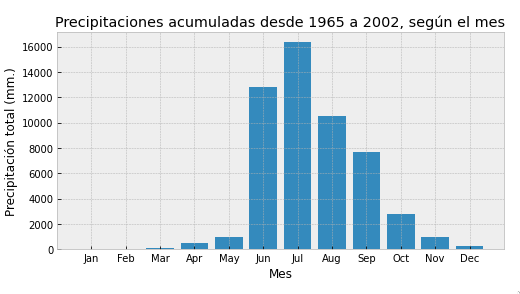 Precipitaciones acumuladas desde 1965 a 2002, según el mes
Precipitación total (mm.)
16000
14000
12000
10000
8000
6000
4000
2000
0
Jan Feb Mar Apr May Jun Jul Aug Sep Oct Nov Dec
Mes